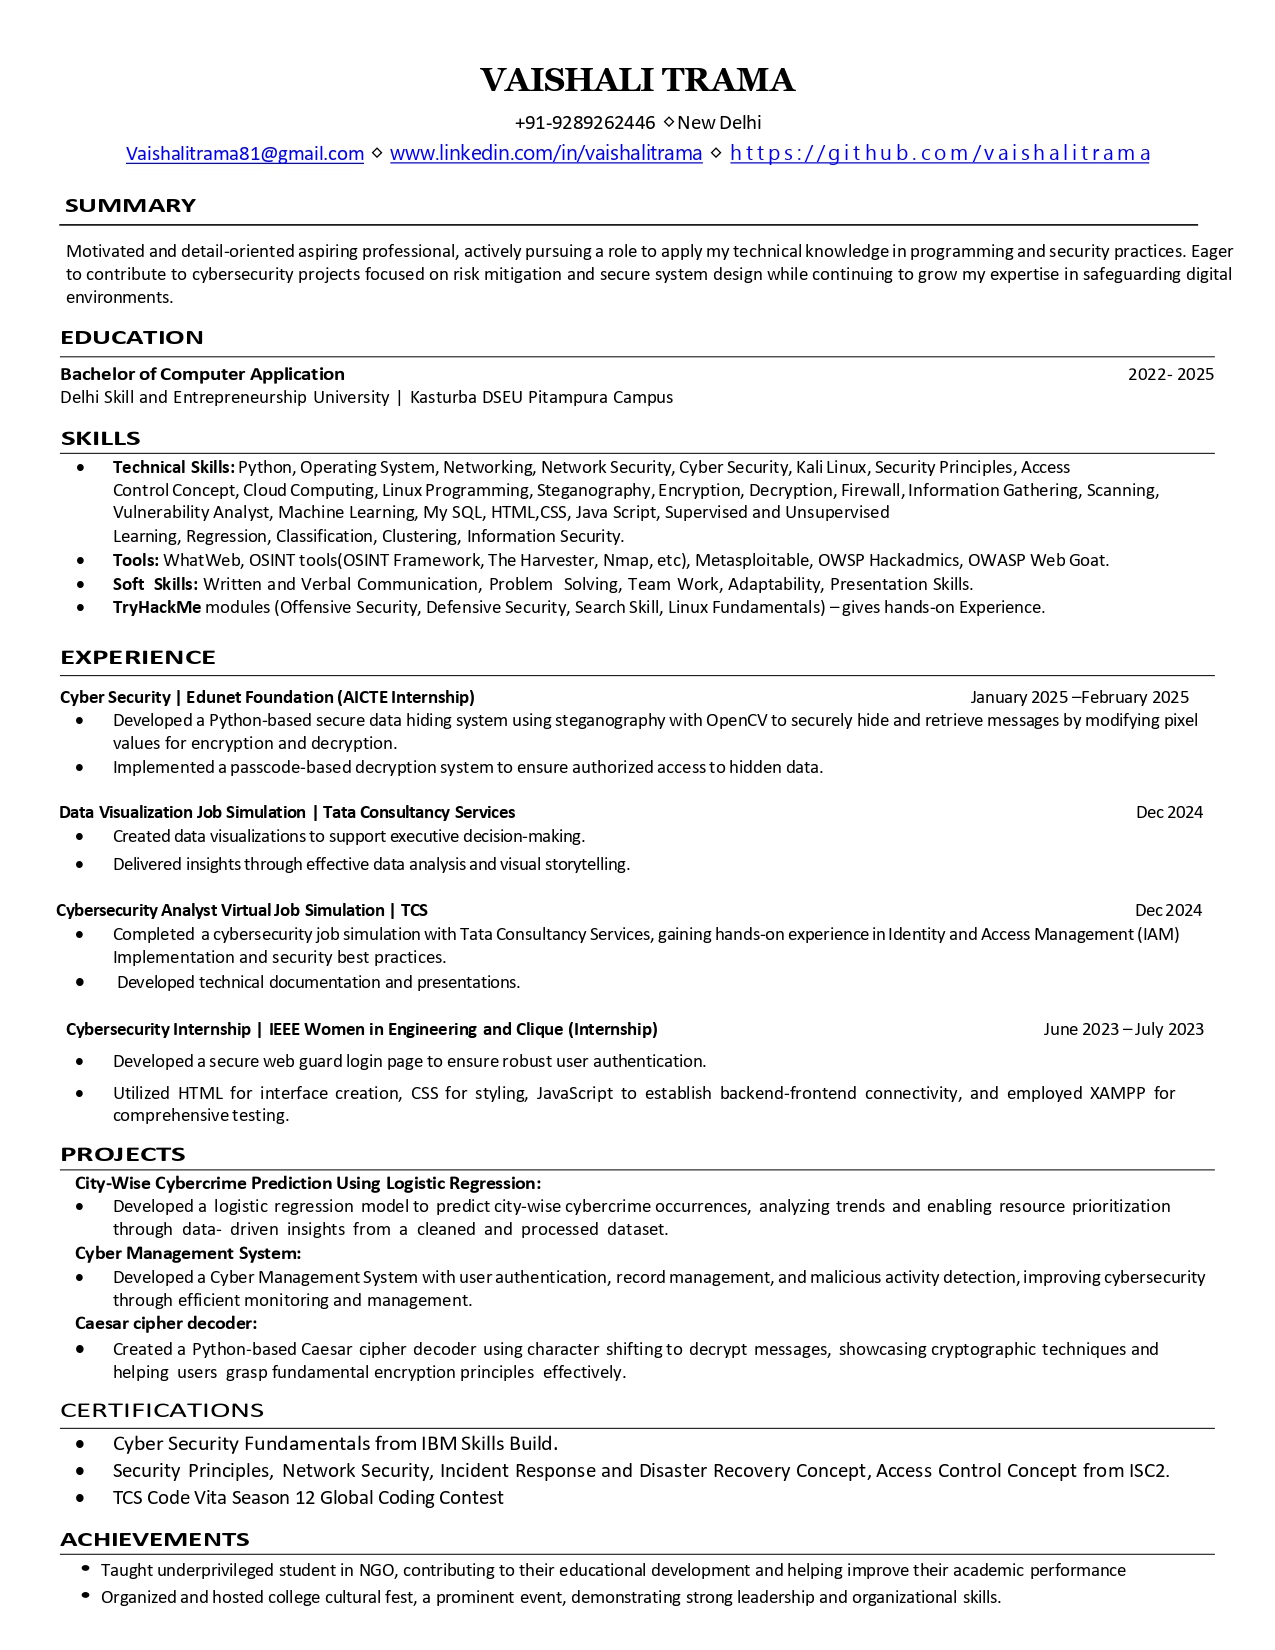 VAISHALI TRAMA
+91-9289262446 ◇ New Delhi
Vaishalitrama81@gmail.com ◇ www.linkedin.com/in/vaishalitrama ◇ https://github.com/vaishalitrama
SUMMARY
Motivated and detail-oriented aspiring professional, actively pursuing a role to apply my technical knowledge in programming and security practices. Eager
to contribute to cybersecurity projects focused on risk mitigation and secure system design while continuing to grow my expertise in safeguarding digital
environments.
EDUCATION
Bachelor of Computer Application 2022- 2025
Delhi Skill and Entrepreneurship University | Kasturba DSEU Pitampura Campus
SKILLS
• Technical Skills: Python, Operating System, Networking, Network Security, Cyber Security, Kali Linux, Security Principles, Access
Control Concept, Cloud Computing, Linux Programming, Steganography, Encryption, Decryption, Firewall, Information Gathering, Scanning,
Vulnerability Analyst, Machine Learning, My SQL, HTML,CSS, Java Script, Supervised and Unsupervised
Learning, Regression, Classification, Clustering, Information Security.
• Tools: WhatWeb, OSINT tools(OSINT Framework, The Harvester, Nmap, etc), Metasploitable, OWSP Hackadmics, OWASP Web Goat.
• Soft Skills: Written and Verbal Communication, Problem Solving, Team Work, Adaptability, Presentation Skills.
• TryHackMe modules (Offensive Security, Defensive Security, Search Skill, Linux Fundamentals) – gives hands-on Experience.
EXPERIENCE
Cyber Security | Edunet Foundation (AICTE Internship) January 2025 –February 2025
• Developed a Python-based secure data hiding system using steganography with OpenCV to securely hide and retrieve messages by modifying pixel
values for encryption and decryption.
• Implemented a passcode-based decryption system to ensure authorized access to hidden data.
Data Visualization Job Simulation | Tata Consultancy Services Dec 2024
• Created data visualizations to support executive decision-making.
• Delivered insights through effective data analysis and visual storytelling.
Cybersecurity Analyst Virtual Job Simulation | TCS Dec 2024
• Completed a cybersecurity job simulation with Tata Consultancy Services, gaining hands-on experience in Identity and Access Management (IAM)
Implementation and security best practices.
• Developed technical documentation and presentations.
Cybersecurity Internship | IEEE Women in Engineering and Clique (Internship) June 2023 – July 2023
• Developed a secure web guard login page to ensure robust user authentication.
• Utilized HTML for interface creation, CSS for styling, JavaScript to establish backend-frontend connectivity, and employed XAMPP for
comprehensive testing.
PROJECTS
City-Wise Cybercrime Prediction Using Logistic Regression:
• Developed a logistic regression model to predict city-wise cybercrime occurrences, analyzing trends and enabling resource prioritization
through data- driven insights from a cleaned and processed dataset.
Cyber Management System:
• Developed a Cyber Management System with user authentication, record management, and malicious activity detection, improving cybersecurity
through efficient monitoring and management.
Caesar cipher decoder:
• Created a Python-based Caesar cipher decoder using character shifting to decrypt messages, showcasing cryptographic techniques and
helping users grasp fundamental encryption principles effectively.
CERTIFICATIONS
• Cyber Security Fundamentals from IBM Skills Build.
• Security Principles, Network Security, Incident Response and Disaster Recovery Concept, Access Control Concept from ISC2.
• TCS Code Vita Season 12 Global Coding Contest
ACHIEVEMENTS
• Taught underprivileged student in NGO, contributing to their educational development and helping improve their academic performance
• Organized and hosted college cultural fest, a prominent event, demonstrating strong leadership and organizational skills.